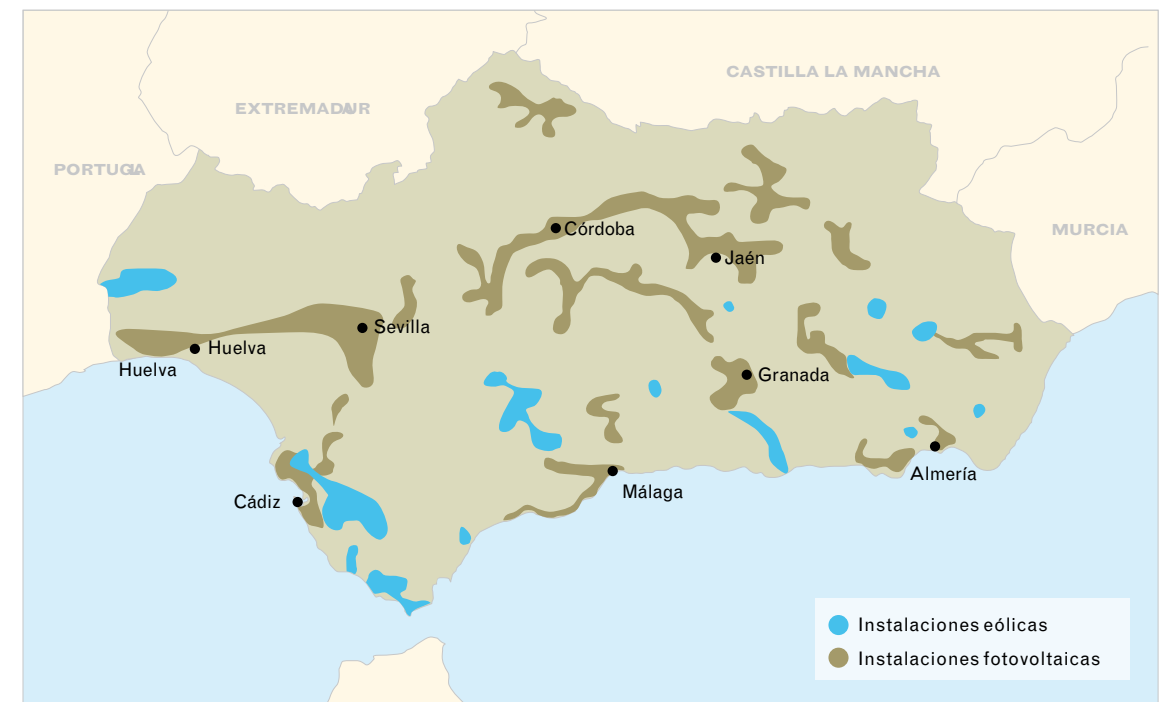 CASTILLA LA MANCHA
EXTREMADUR
PORTUGA
MURCIA
Córdoba
Jaén
Sevilla
Huelva
Huelva
Granada
Almería
Málaga
Cádiz
Instalaciones eólicas
Instalaciones fotovoltaicas